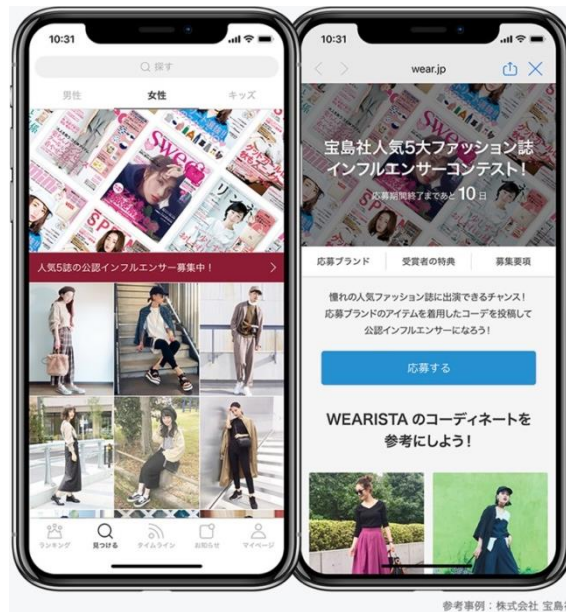 10:31
探す
男性
女性
キッズ
sweet
リン
SPRiNG
人気5誌の公認インフルエンサー募集中!
ランキング
見つける
タイムライン
お知らせ
マイページ
10:31
wear.jp
宝島社人気5大ファッション誌
インフルエンサーコンテスト!
応募期間終了まであと 10 日
応募ブランド
受賞者の特典
募集要項
憧れの人気ファッション誌に出演できるチャンス!
応募ブランドのアイテムを着用したコーデを投稿して
公認インフルエンサーになろう!
応募する
WEARISTA のコーディネートを
参考にしよう!
参考事例:株式会社 宝島社